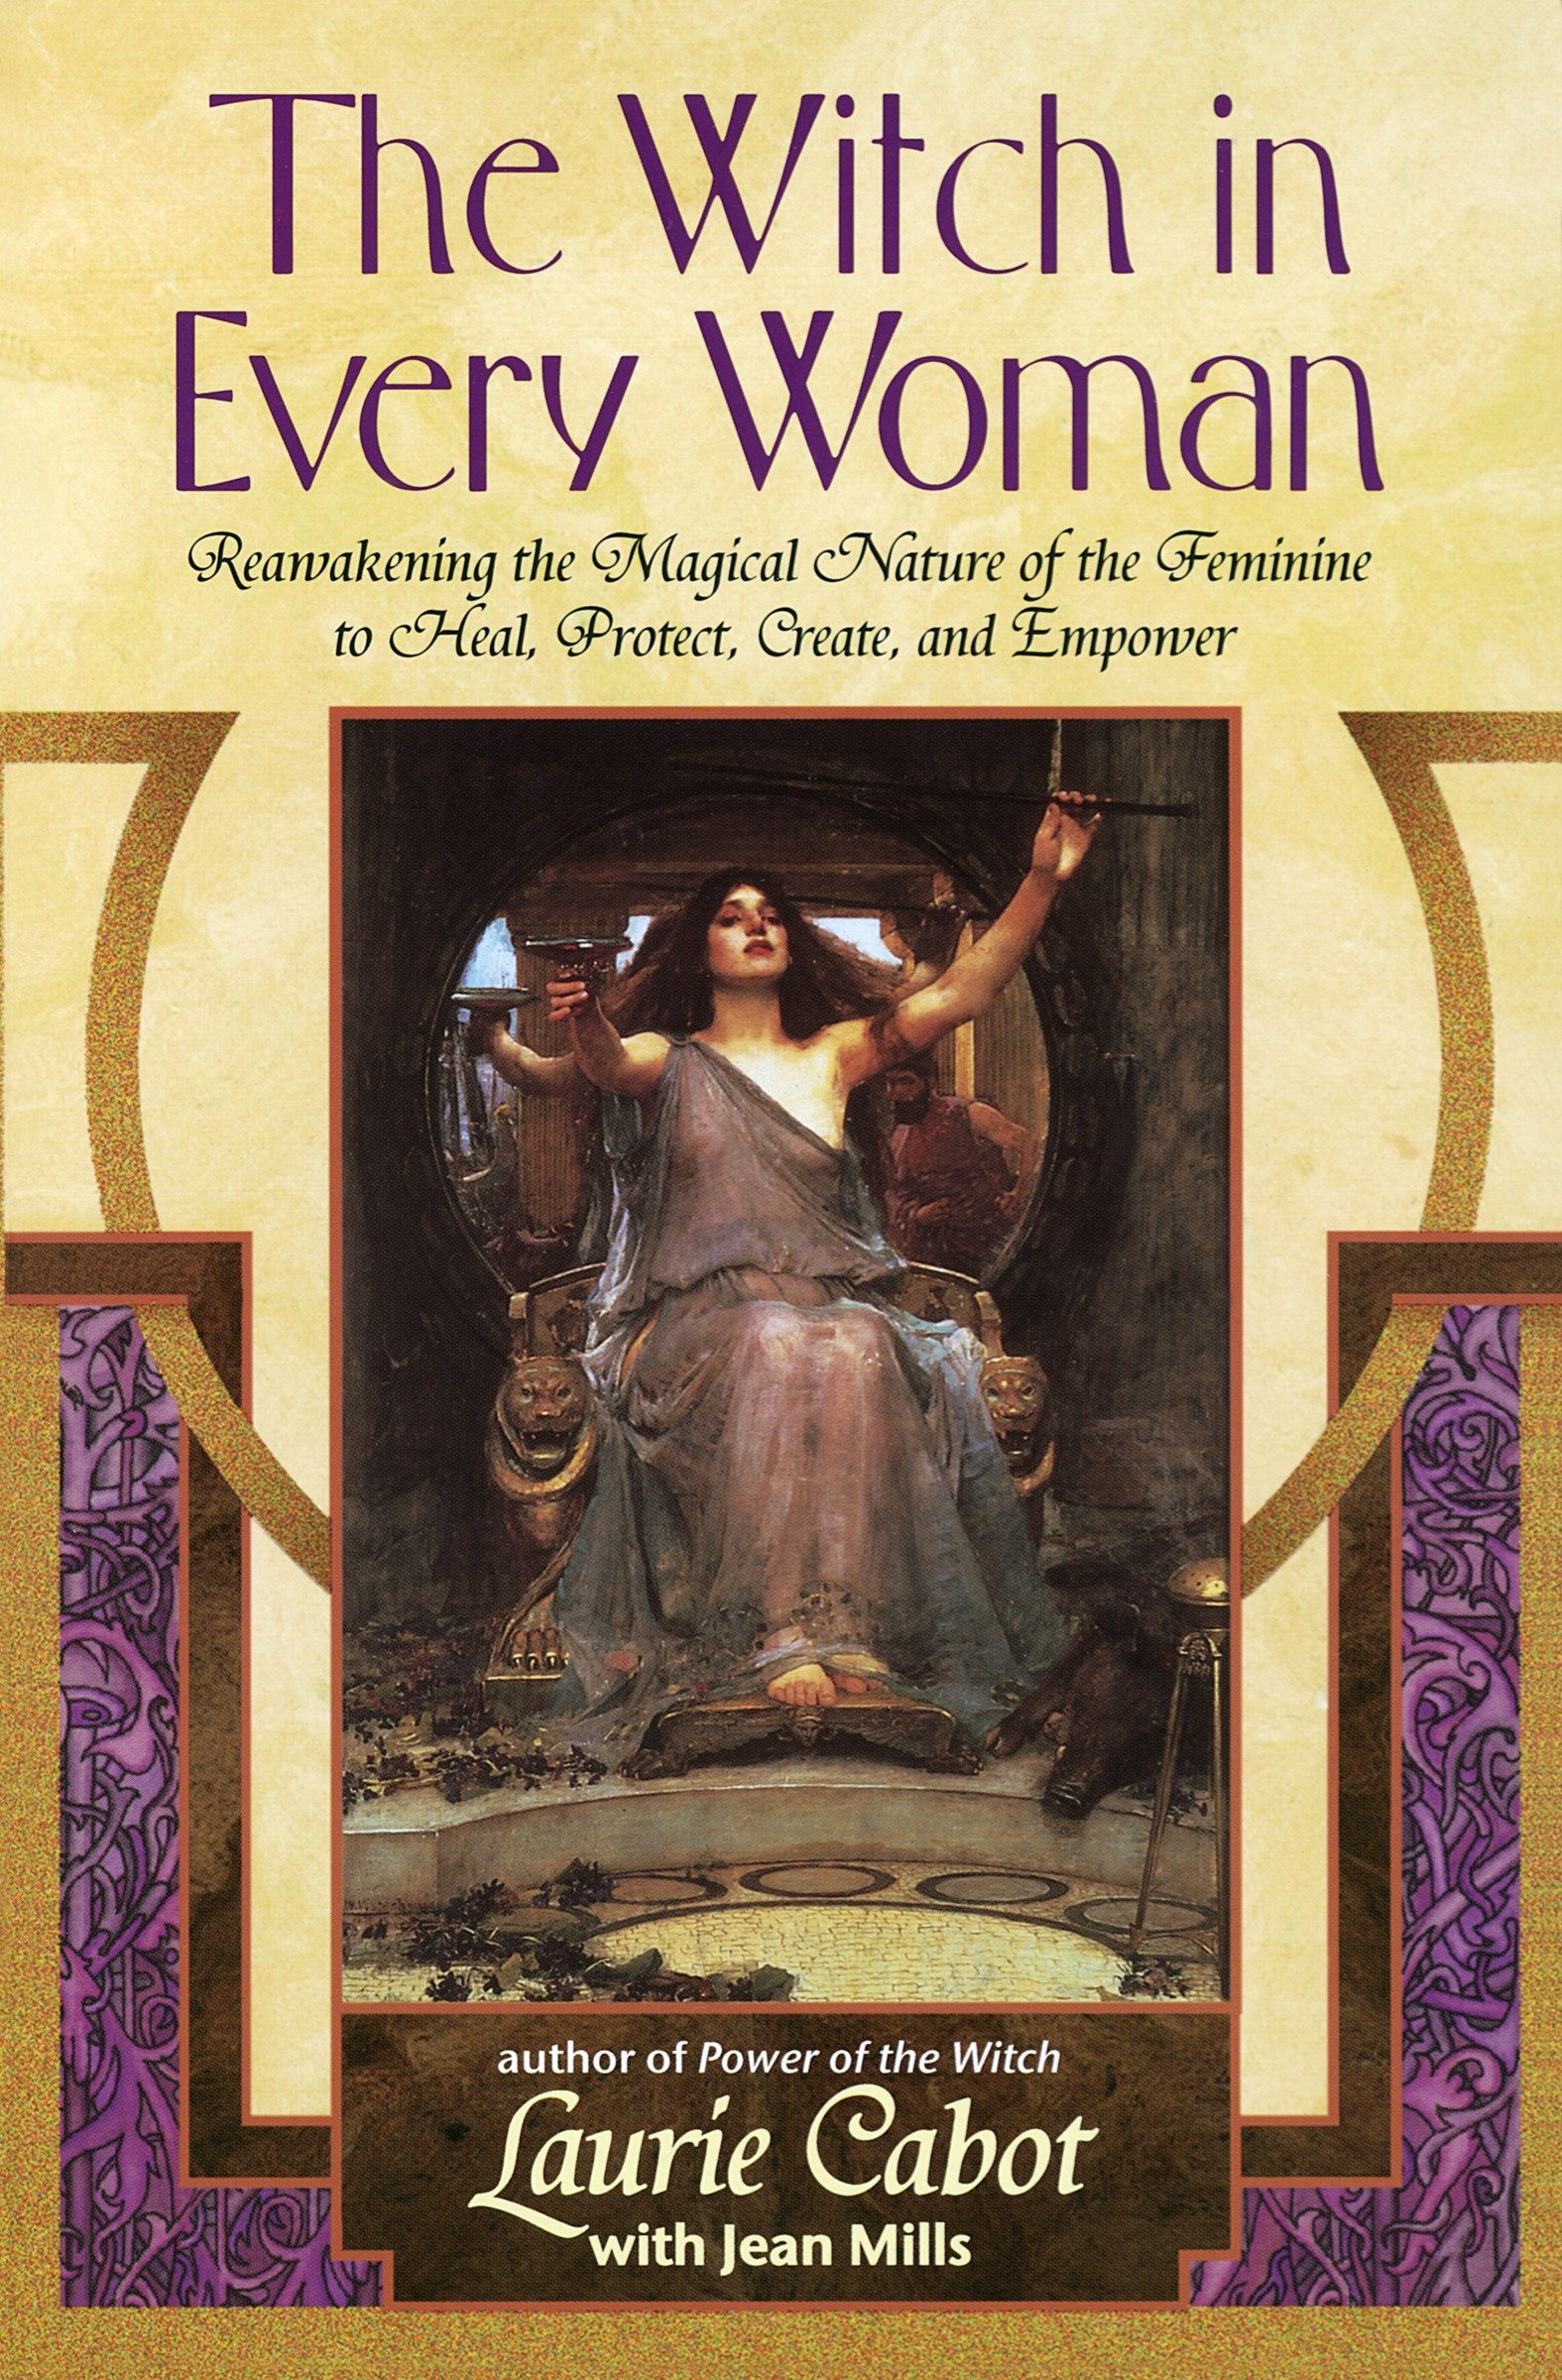 The Witch in
Every Woman
Reawakening the Magical Nature of the Feminine
to Heal, Protect, Create, and Empower
author of Power of the Witch
Laurie Cabot
with Jean Mills